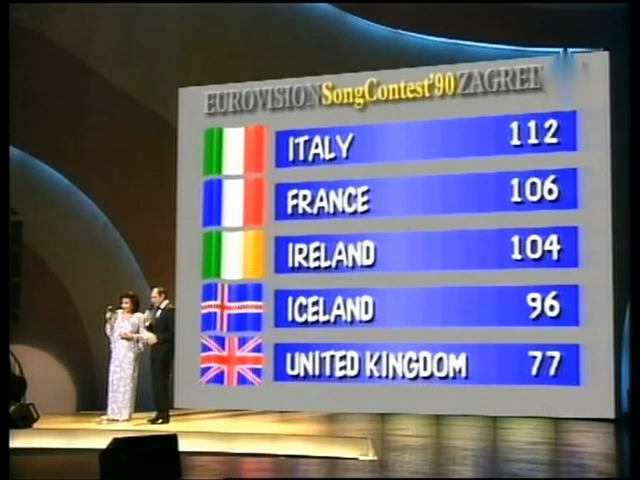 EUROVISION SongContest'90 ZAGREB
ITALY 112
FRANCE 106
IRELAND 104
ICELAND 96
UNITED KINGDOM 77